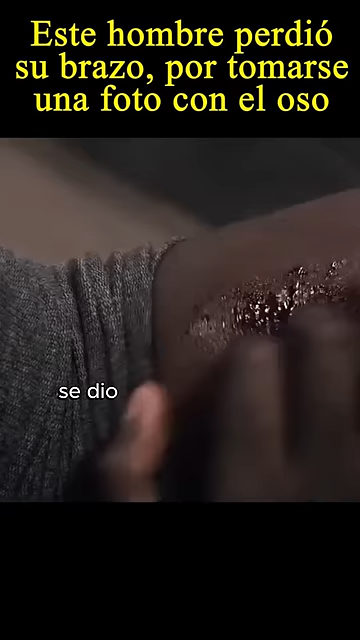 Este hombre perdió
su brazo, por tomarse
una foto con el oso
se dio